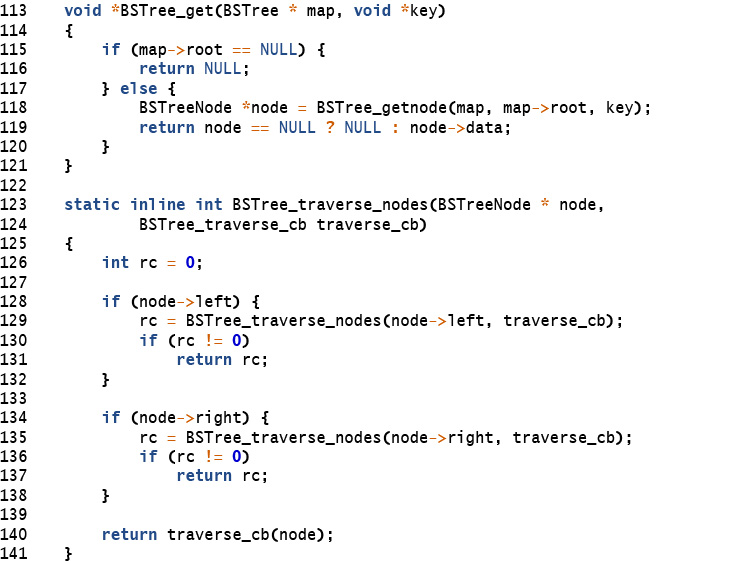 113    void *BSTree_get(BSTree * map, void *key)
114    {
115        if (map->root == NULL) {
116            return NULL;
117        } else {
118            BSTreeNode *node = BSTree_getnode(map, map->root, key);
119            return node == NULL ? NULL : node->data;
120        }
121    }
122
123    static inline int BSTree_traverse_nodes(BSTreeNode * node,
124            BSTree_traverse_cb traverse_cb)
125    {
126        int rc = 0;
127
128        if (node->left) {
129            rc = BSTree_traverse_nodes(node->left, traverse_cb);
130            if (rc != 0)
131                return rc;
132        }
133
134        if (node->right) {
135            rc = BSTree_traverse_nodes(node->right, traverse_cb);
136            if (rc != 0)
137                return rc;
138        }
139
140        return traverse_cb(node);
141    }